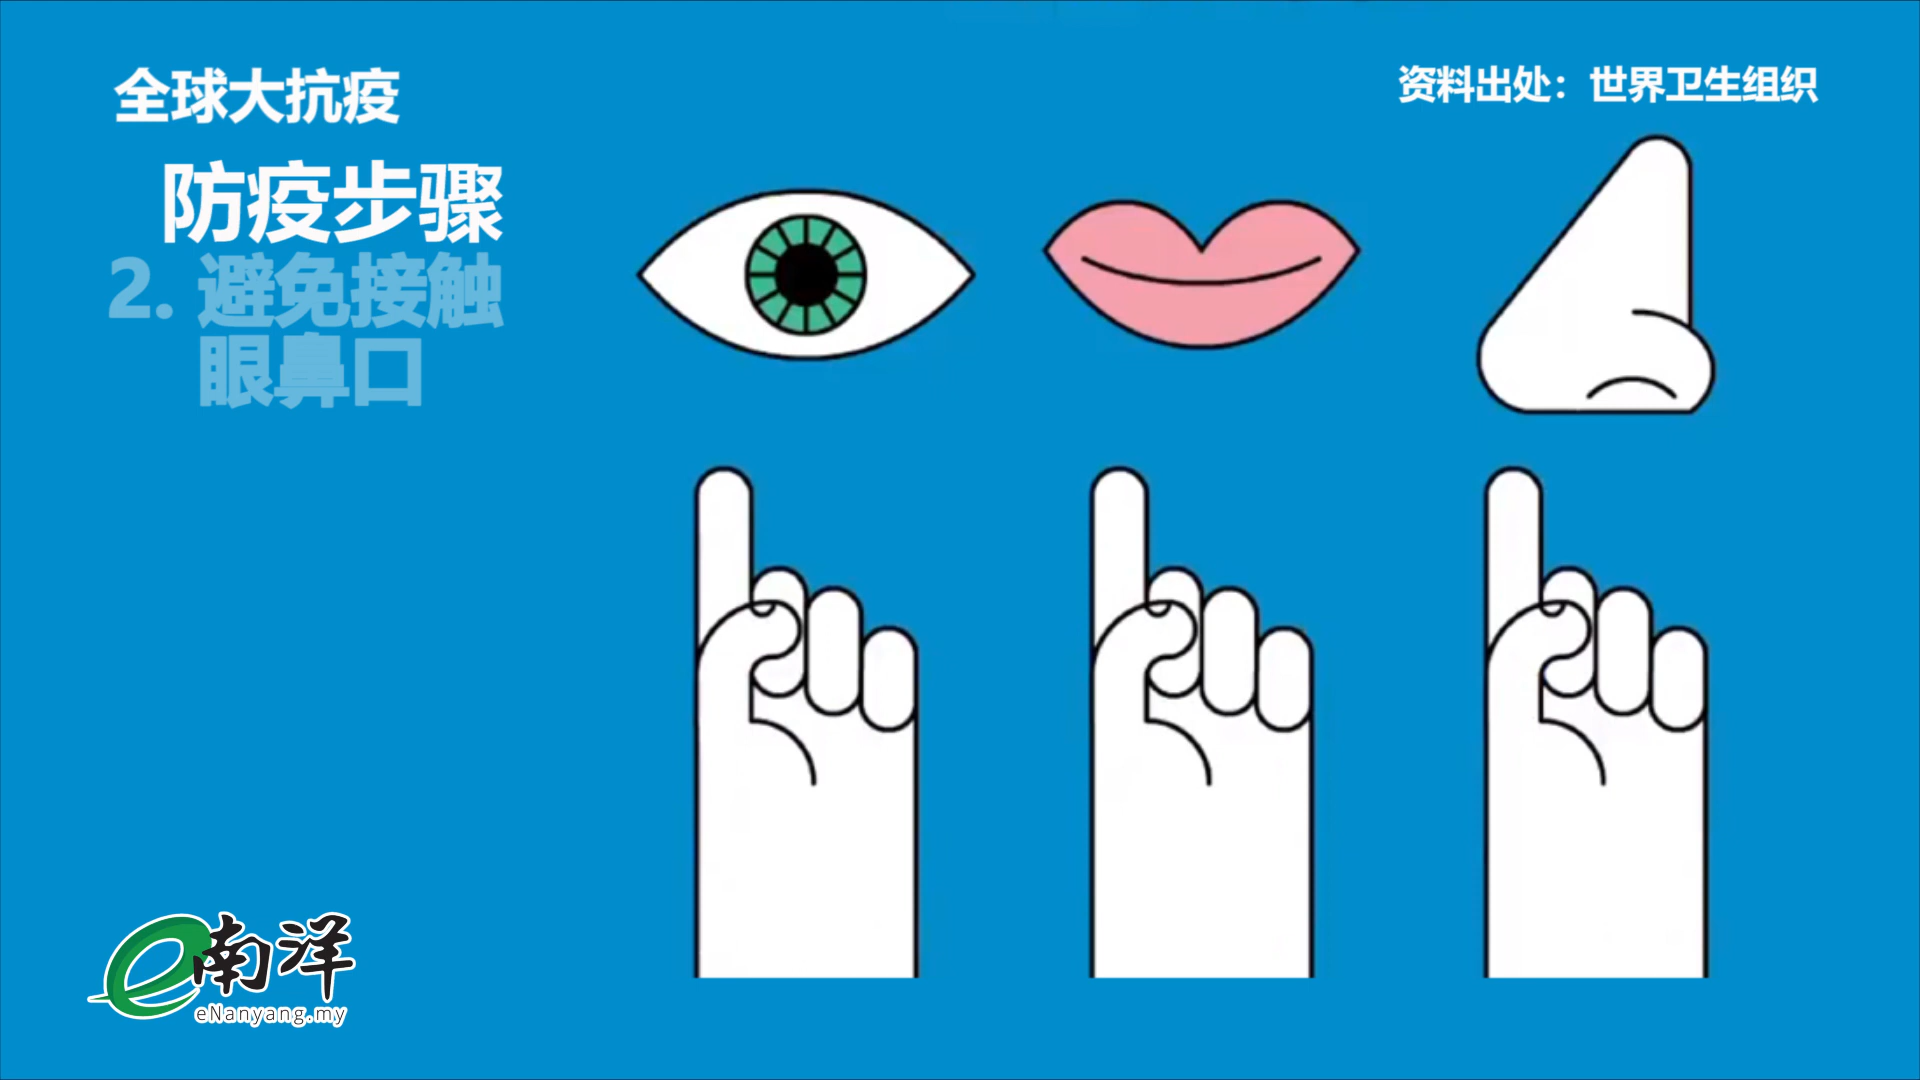 全球大抗疫
资料出处：世界卫生组织
防疫步骤
2. 避免接触
眼鼻口
e南洋
eNanyang.my